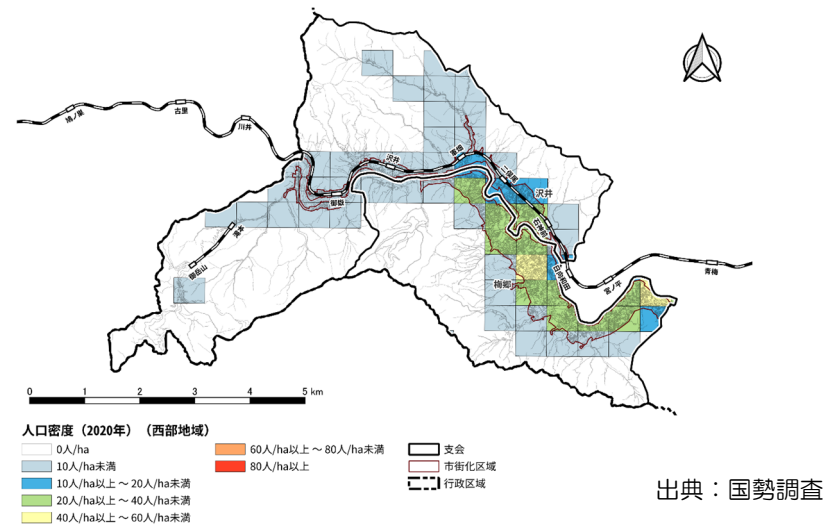 鳩ノ巣
古里
川井
沢井
軍畑
二俣尾
沢井
御嶽
石神前
滝本
御岳山
日向和田
梅郷
宮ノ平
青梅
0 1 2 3 4 5 km
人口密度（2020年）（西部地域）
0人/ha
10人/ha未満
10人/ha以上 ～ 20人/ha未満
20人/ha以上 ～ 40人/ha未満
40人/ha以上 ～ 60人/ha未満
60人/ha以上 ～ 80人/ha未満
80人/ha以上
支会
市街化区域
行政区域
出典：国勢調査